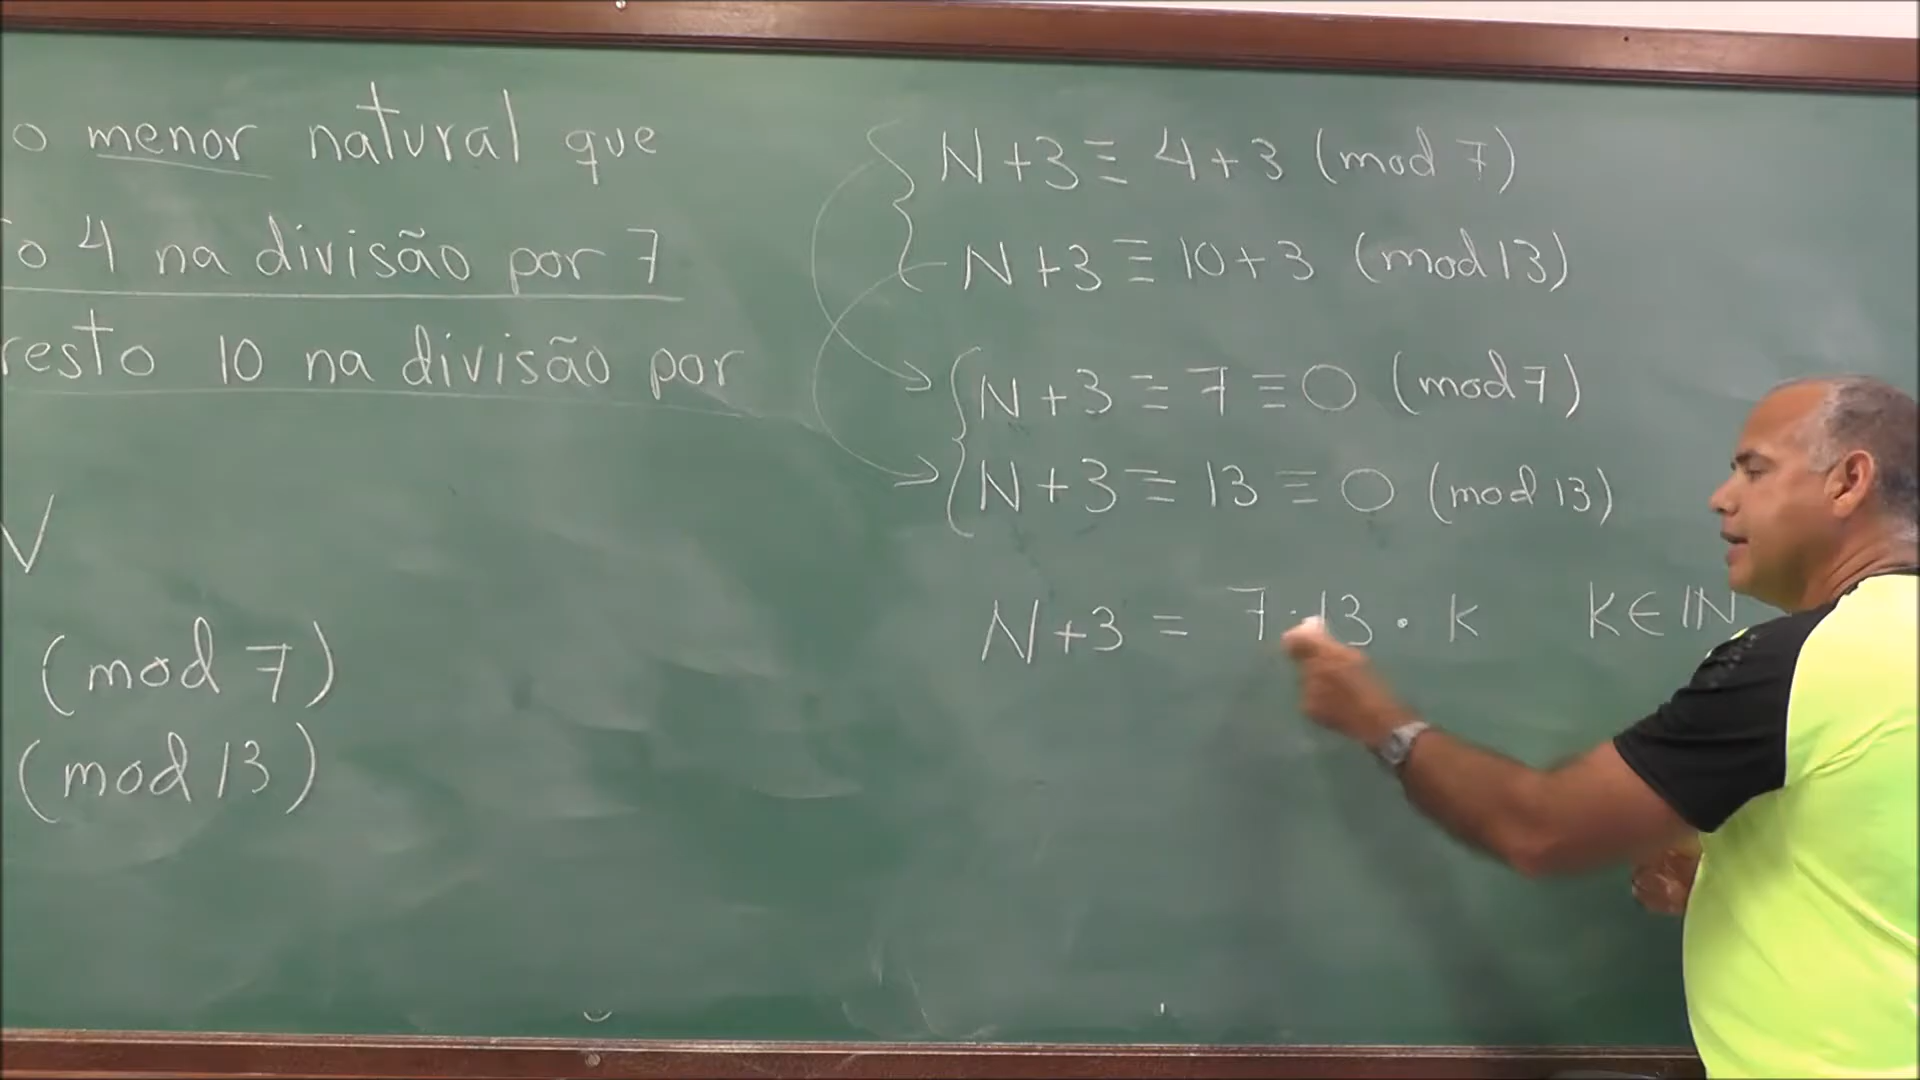 o menor natural que
o 4 na divisão por 7
resto 10 na divisão por
(mod 7)
(mod 13)
N+3 ≡ 4+3 (mod 7)
N+3 ≡ 10+3 (mod 13)
N+3 ≡ 7 ≡ 0 (mod 7)
N+3 ≡ 13 ≡ 0 (mod 13)
N+3 = 7·13·k k∈ℕ